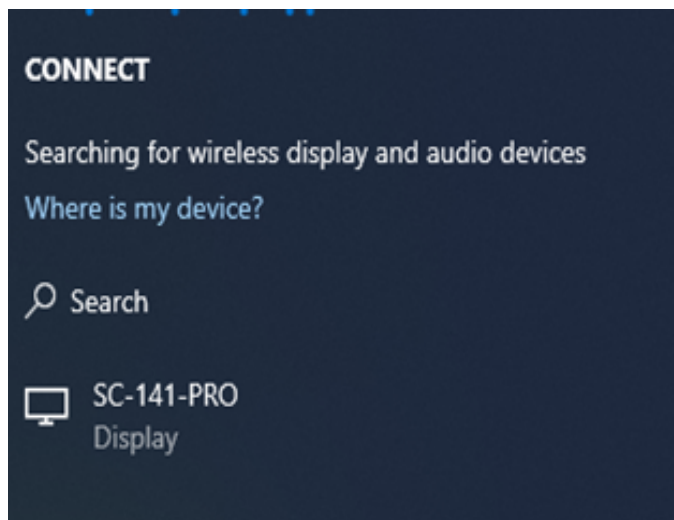 CONNECT
Searching for wireless display and audio devices
Where is my device?
Search
SC-141-PRO
Display